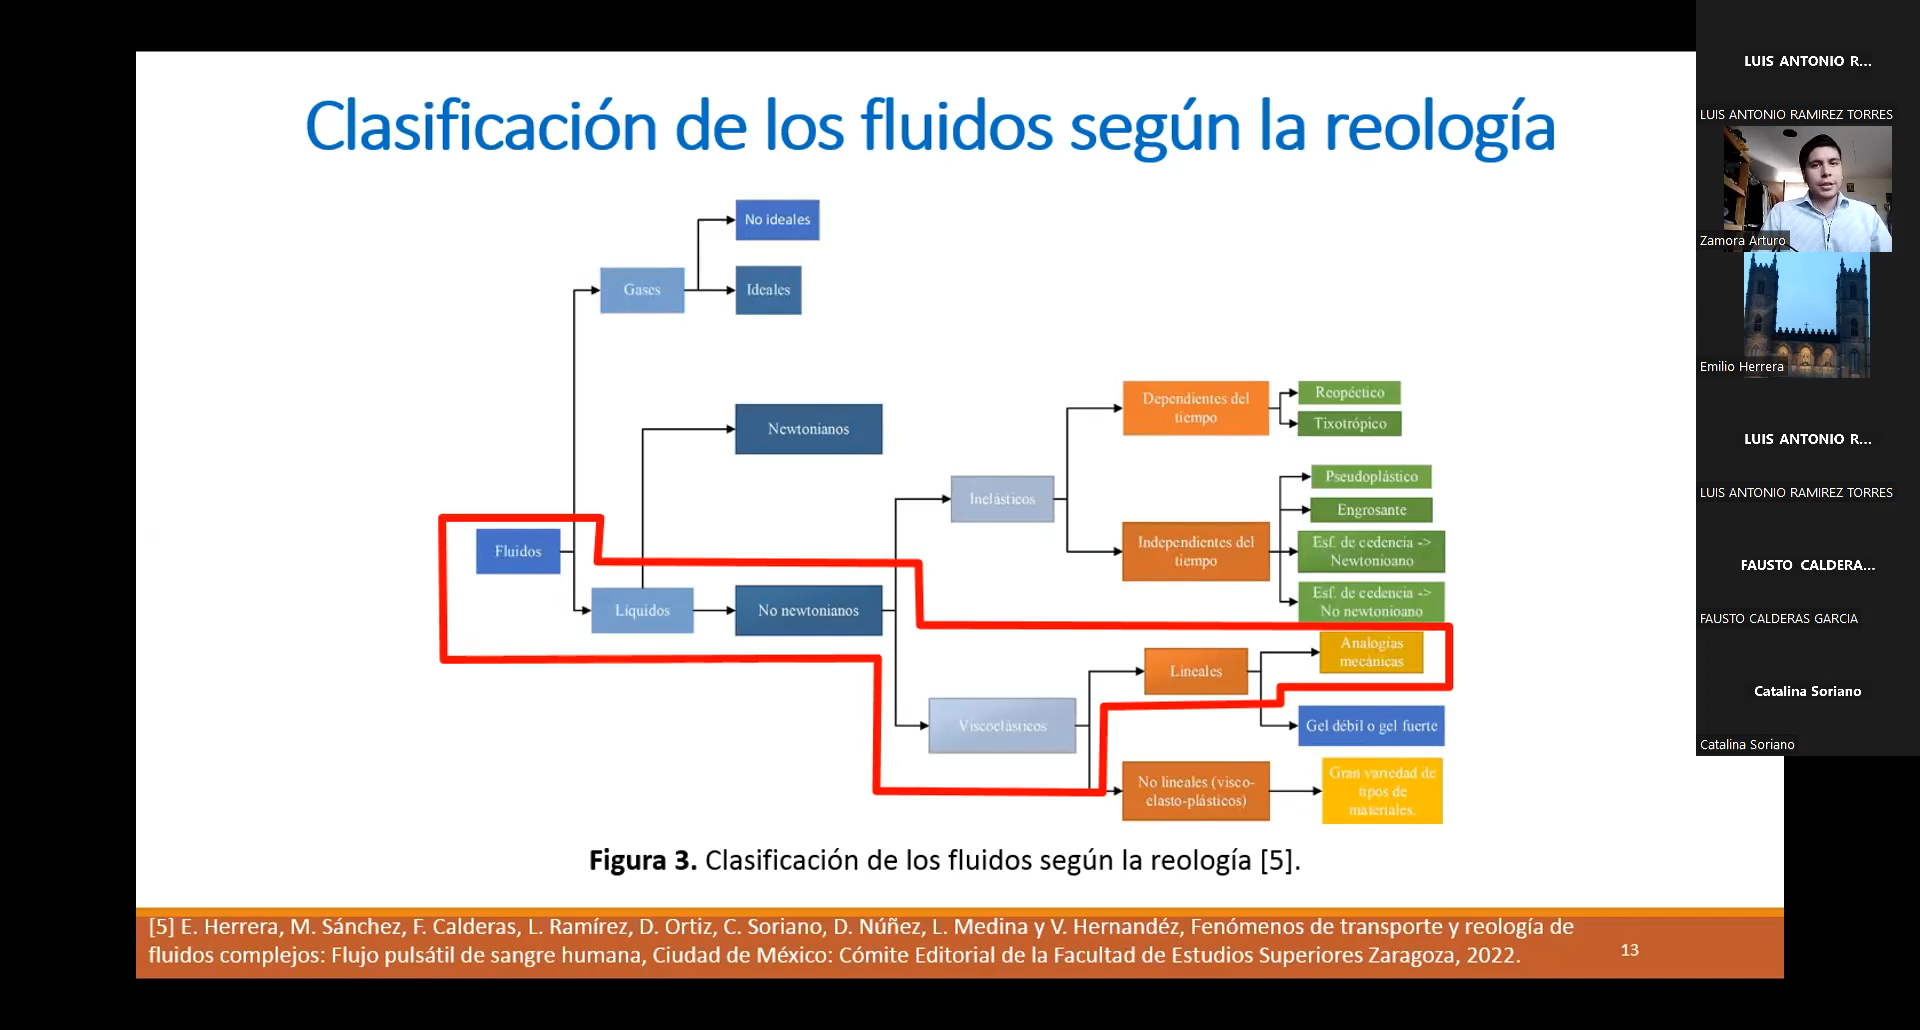 Clasificación de los fluidos según la reología
No ideales
Gases
Ideales
Newtonianos
Fluidos
Líquidos
No newtonianos
Inelásticos
Dependientes del
tiempo
Reopéctico
Tixotrópico
Independientes del
tiempo
Pseudoplástico
Engrosante
Esf. de cedencia ->
Newtonioano
Esf. de cedencia ->
No newtonioano
Viscoelásticos
Lineales
Analogías
mecánicas
Gel débil o gel fuerte
No lineales (visco-
elasto-plásticos)
Gran variedad de
tipos de
materiales.
Figura 3. Clasificación de los fluidos según la reología [5].
[5] E. Herrera, M. Sánchez, F. Calderas, L. Ramírez, D. Ortiz, C. Soriano, D. Núñez, L. Medina y V. Hernandéz, Fenómenos de transporte y reología de
fluidos complejos: Flujo pulsátil de sangre humana, Ciudad de México: Cómite Editorial de la Facultad de Estudios Superiores Zaragoza, 2022.
13
LUIS ANTONIO R...
LUIS ANTONIO RAMIREZ TORRES
Zamora Arturo
Emilio Herrera
LUIS ANTONIO R...
LUIS ANTONIO RAMIREZ TORRES
FAUSTO CALDERA...
FAUSTO CALDERAS GARCIA
Catalina Soriano
Catalina Soriano